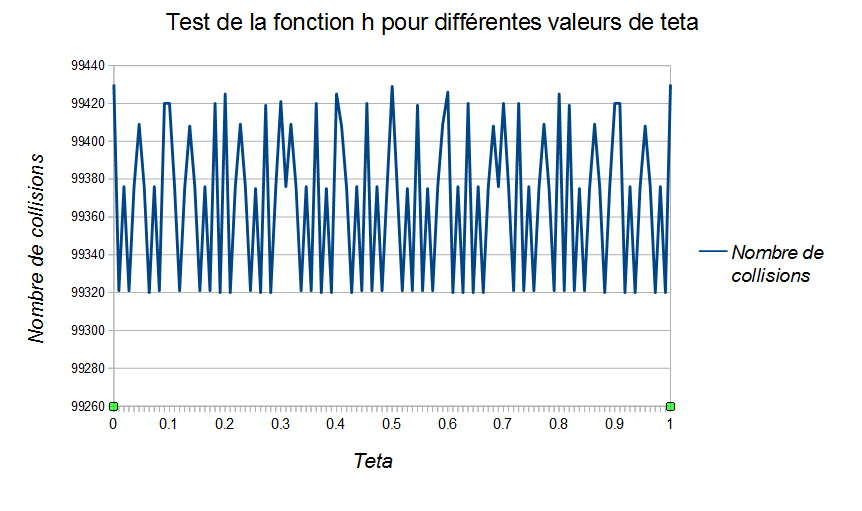 Test de la fonction h pour différentes valeurs de teta
99440
99420
99400
99380
99360
99340
99320
99300
99280
99260
Nombre de collisions
0 0.1 0.2 0.3 0.4 0.5 0.6 0.7 0.8 0.9 1
Teta
Nombre de
collisions